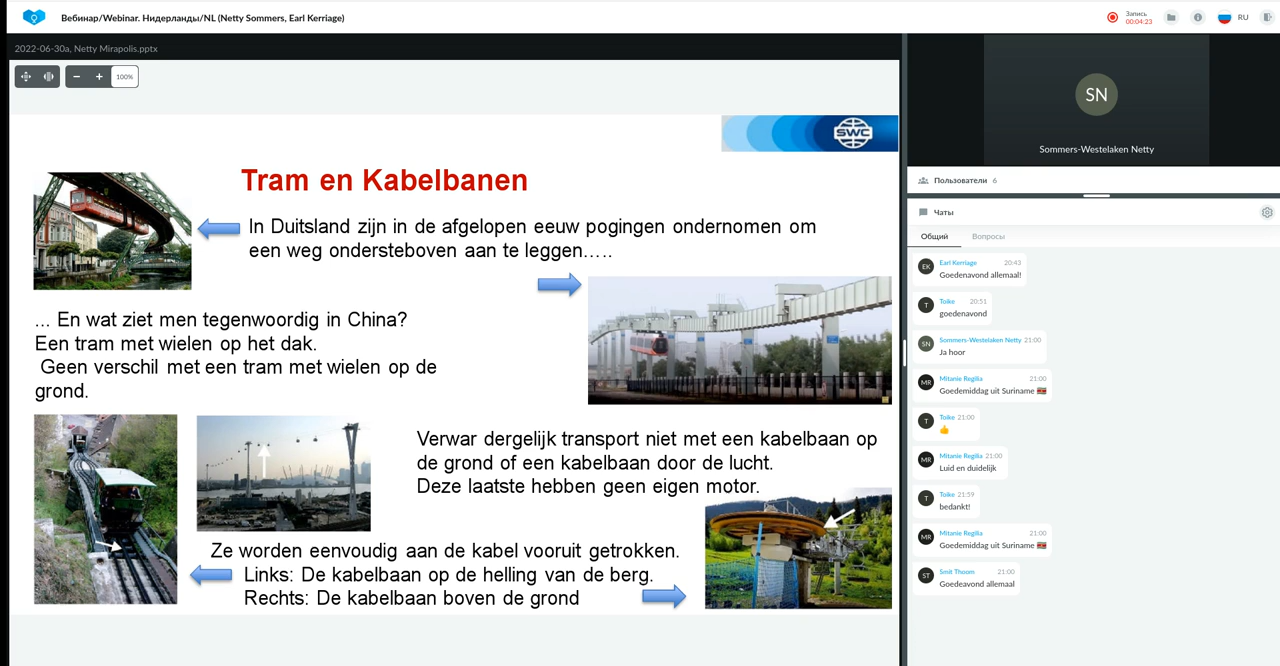 Вебинар/Webinar. Нидерланды/NL (Netty Sommers, Earl Kerriage)
Запись
00:04:23
RU
2022-06-30a, Netty Mirapolis.pptx
100%
SWC
Tram en Kabelbanen
In Duitsland zijn in de afgelopen eeuw pogingen ondernomen om
een weg ondersteboven aan te leggen…..
... En wat ziet men tegenwoordig in China?
Een tram met wielen op het dak.
Geen verschil met een tram met wielen op de
grond.
Verwar dergelijk transport niet met een kabelbaan op
de grond of een kabelbaan door de lucht.
Deze laatste hebben geen eigen motor.
Ze worden eenvoudig aan de kabel vooruit getrokken.
Links: De kabelbaan op de helling van de berg.
Rechts: De kabelbaan boven de grond
SN
Sommers-Westelaken Netty
Пользователи 6
Чаты
Общий Вопросы
EK Earl Kerriage 20:43
Goedenavond allemaal!
T Toike 20:51
goedenavond
SN Sommers-Westelaken Netty 21:00
Ja hoor
MR Mitanie Regilia 21:00
Goedemiddag uit Suriname 🇸🇷
T Toike 21:00
👍
MR Mitanie Regilia 21:00
Luid en duidelijk
T Toike 21:59
bedankt!
MR Mitanie Regilia 21:00
Goedemiddag uit Suriname 🇸🇷
ST Smit Thoom 21:00
Goedeavond allemaal